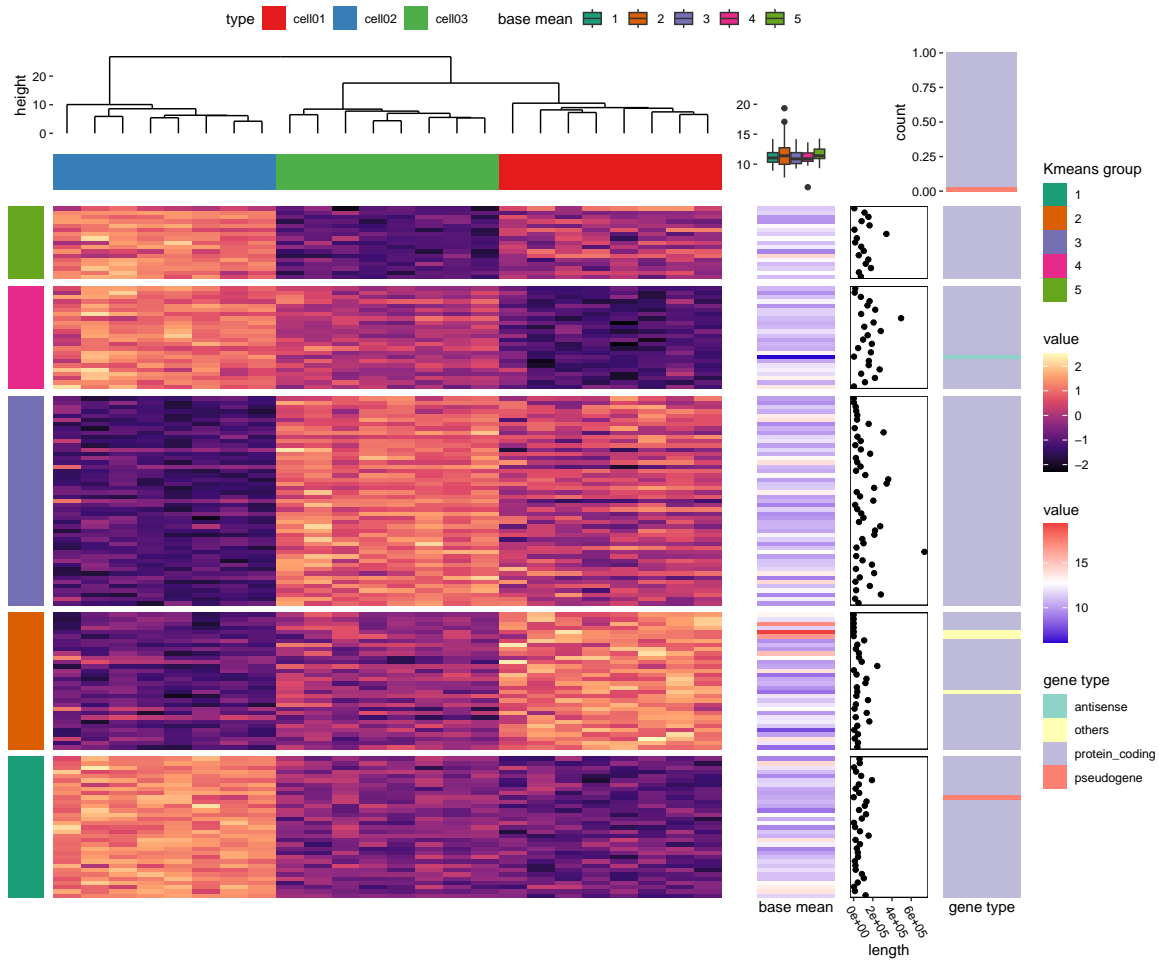 type cell01 cell02 cell03 base mean 1 2 3 4 5
height
20
10
0
20
15
10
count
1.00
0.75
0.50
0.25
0.00
Kmeans group
1
2
3
4
5
value
2
1
0
−1
−2
value
15
10
gene type
antisense
others
protein_coding
pseudogene
base mean
0e+00
2e+05
4e+05
6e+05
length
gene type